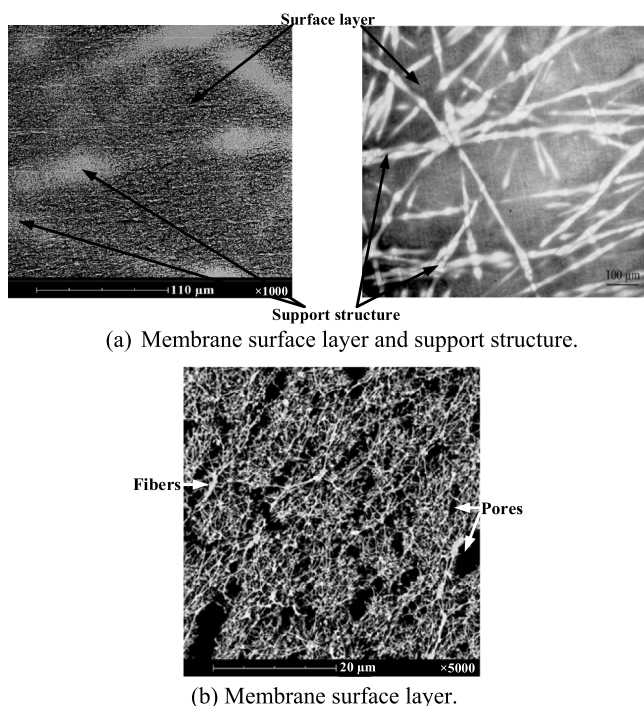 Surface layer
100 µm
110 µm
×1000
Support structure
(a) Membrane surface layer and support structure.
Fibers
Pores
20 µm
×5000
(b) Membrane surface layer.